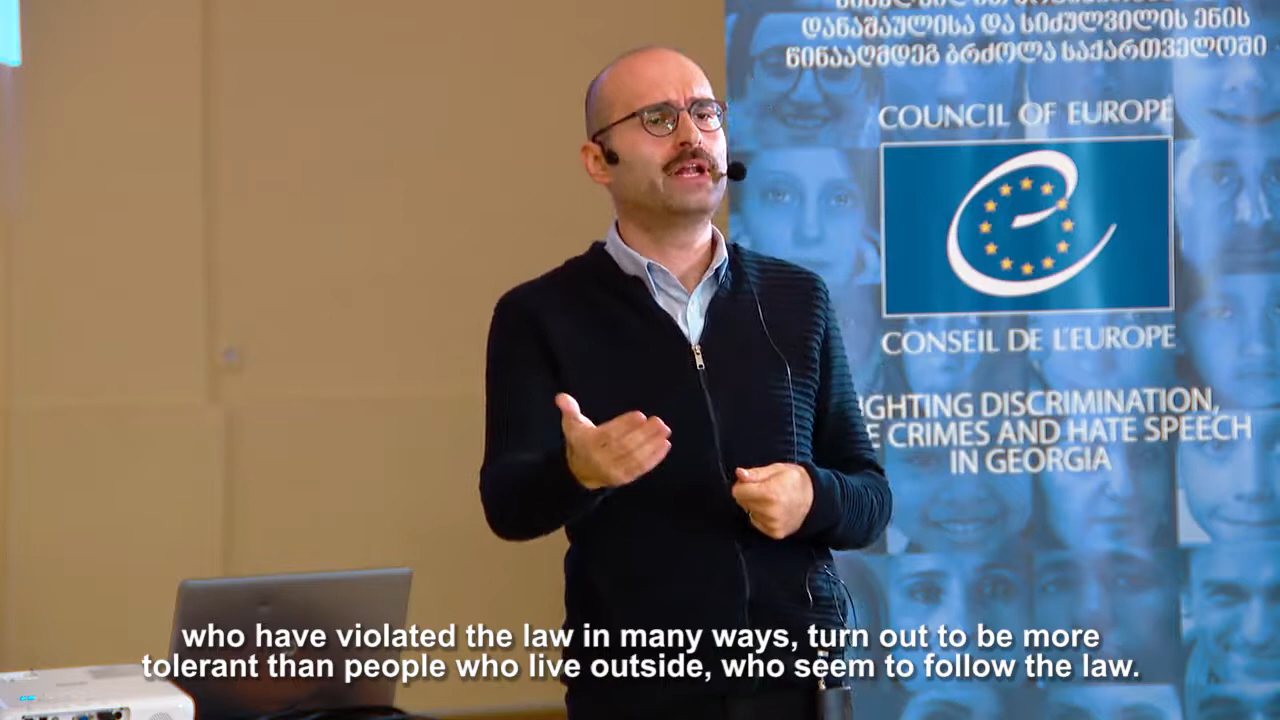 დანაშაულისა და სიძულვილის ენის
წინააღმდეგ ბრძოლა საქართველოში
COUNCIL OF EUROPE
CONSEIL DE L'EUROPE
IGHTING DISCRIMINATION,
E CRIMES AND HATE SPEECH
IN GEORGIA
who have violated the law in many ways, turn out to be more
tolerant than people who live outside, who seem to follow the law.